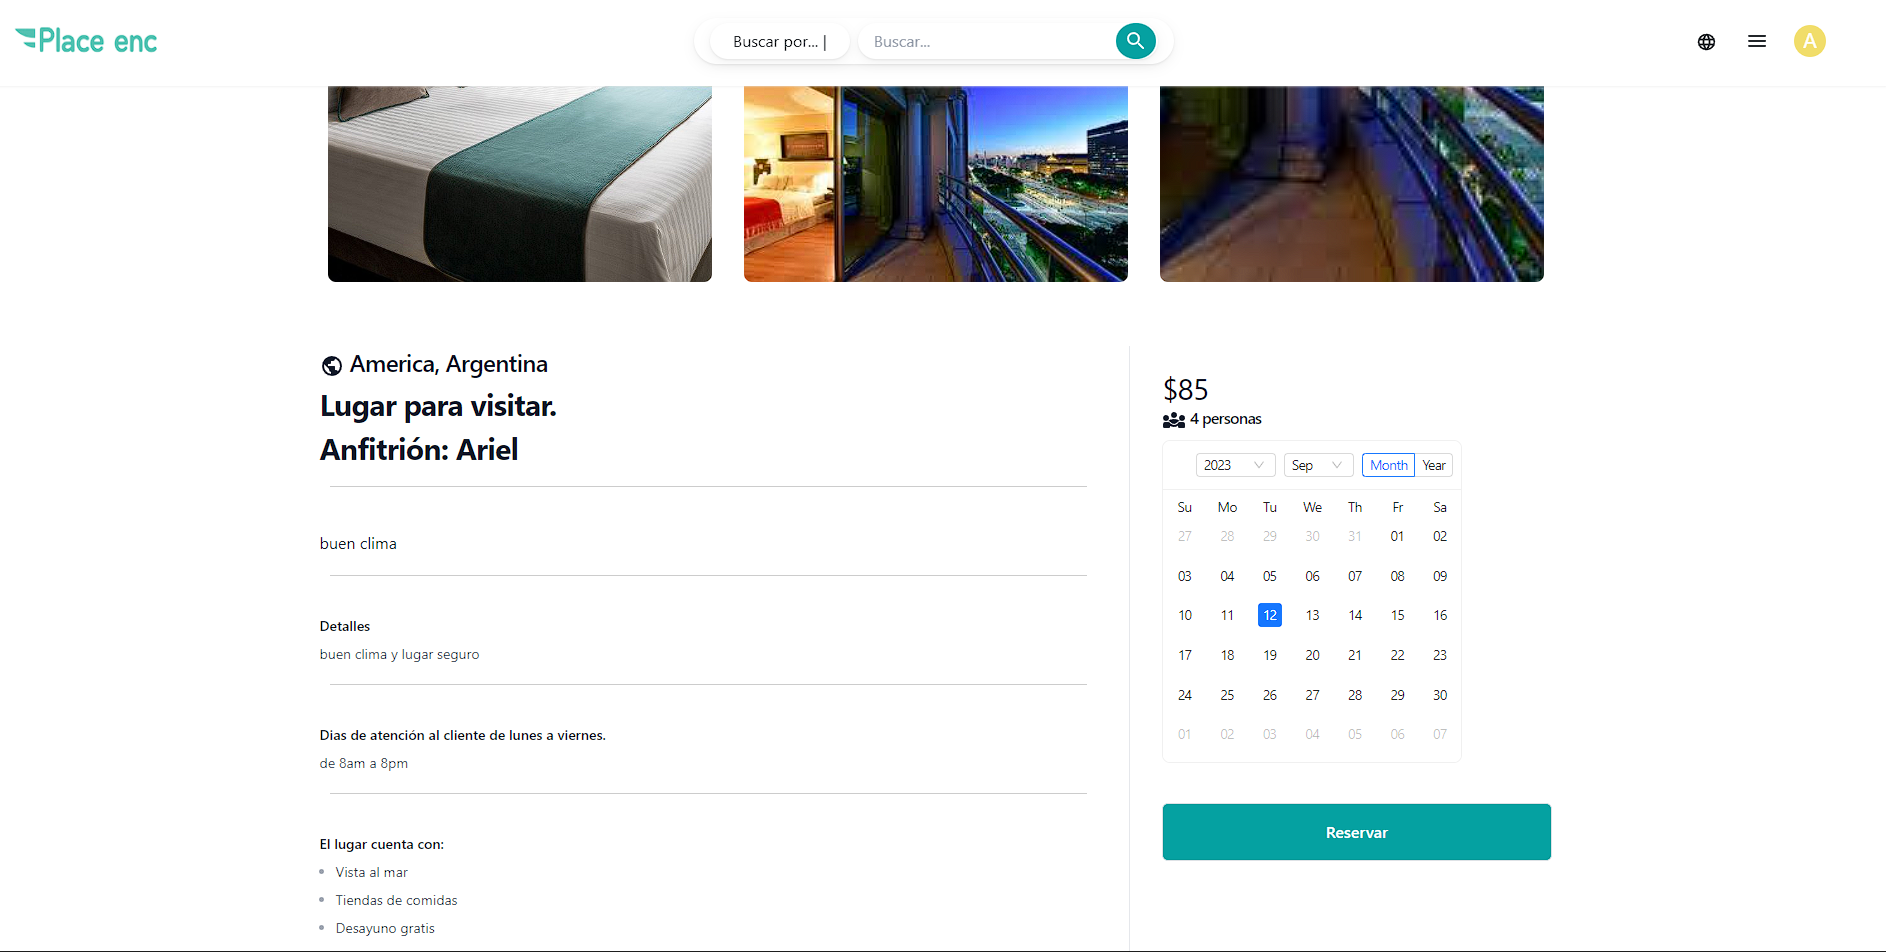 Place enc
Buscar por... |
Buscar...
A
America, Argentina
Lugar para visitar.
Anfitrión: Ariel
buen clima
Detalles
buen clima y lugar seguro
Dias de atención al cliente de lunes a viernes.
de 8am a 8pm
El lugar cuenta con:
Vista al mar
Tiendas de comidas
Desayuno gratis
$85
4 personas
2023 Sep Month Year
Su Mo Tu We Th Fr Sa
27 28 29 30 31 01 02
03 04 05 06 07 08 09
10 11 12 13 14 15 16
17 18 19 20 21 22 23
24 25 26 27 28 29 30
01 02 03 04 05 06 07
Reservar